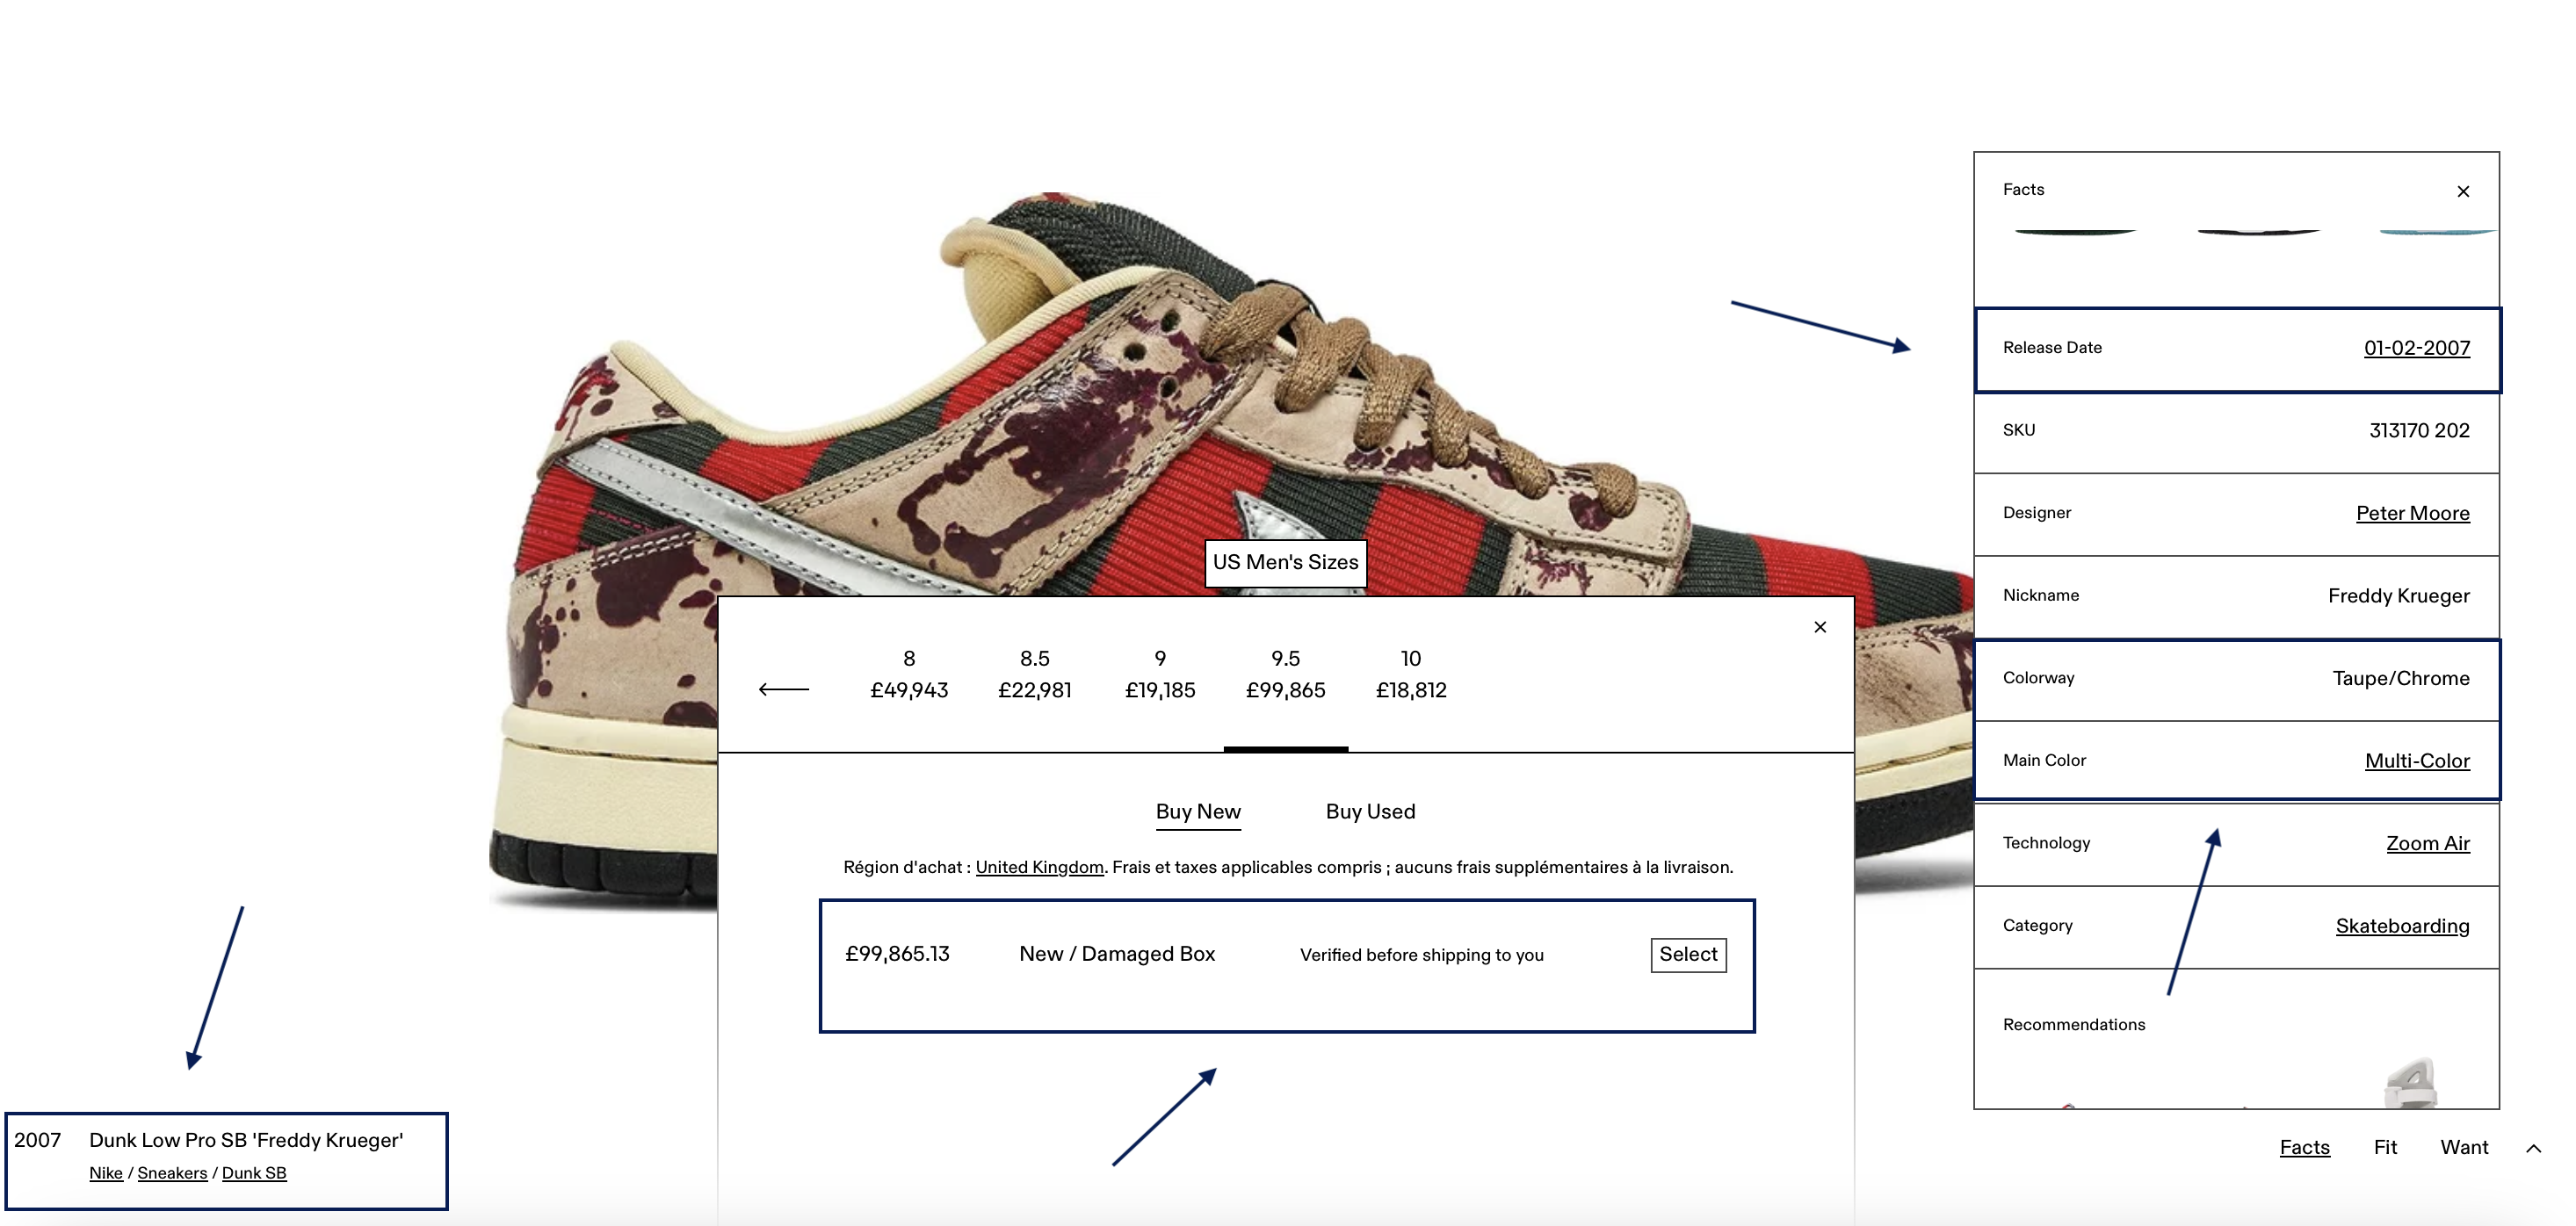 Facts
×
Release Date 01-02-2007
SKU 313170 202
Designer Peter Moore
Nickname Freddy Krueger
Colorway Taupe/Chrome
Main Color Multi-Color
Technology Zoom Air
Category Skateboarding
Recommendations
US Men's Sizes
×
8 8.5 9 9.5 10
£49,943 £22,981 £19,185 £99,865 £18,812
Buy New Buy Used
Région d'achat : United Kingdom. Frais et taxes applicables compris ; aucuns frais supplémentaires à la livraison.
£99,865.13 New / Damaged Box Verified before shipping to you Select
2007 Dunk Low Pro SB 'Freddy Krueger'
Nike / Sneakers / Dunk SB
Facts Fit Want